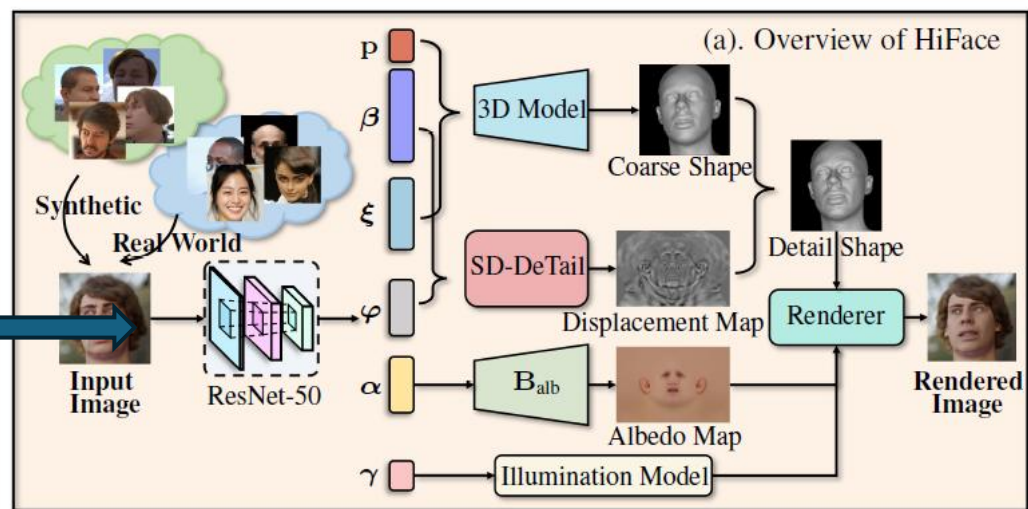 (a). Overview of HiFace
p
β
ξ
φ
α
γ
3D Model
Coarse Shape
Synthetic
Real World
SD-DeTail
Displacement Map
Detail Shape
Renderer
Input
Image
ResNet-50
B_alb
Albedo Map
Rendered
Image
Illumination Model